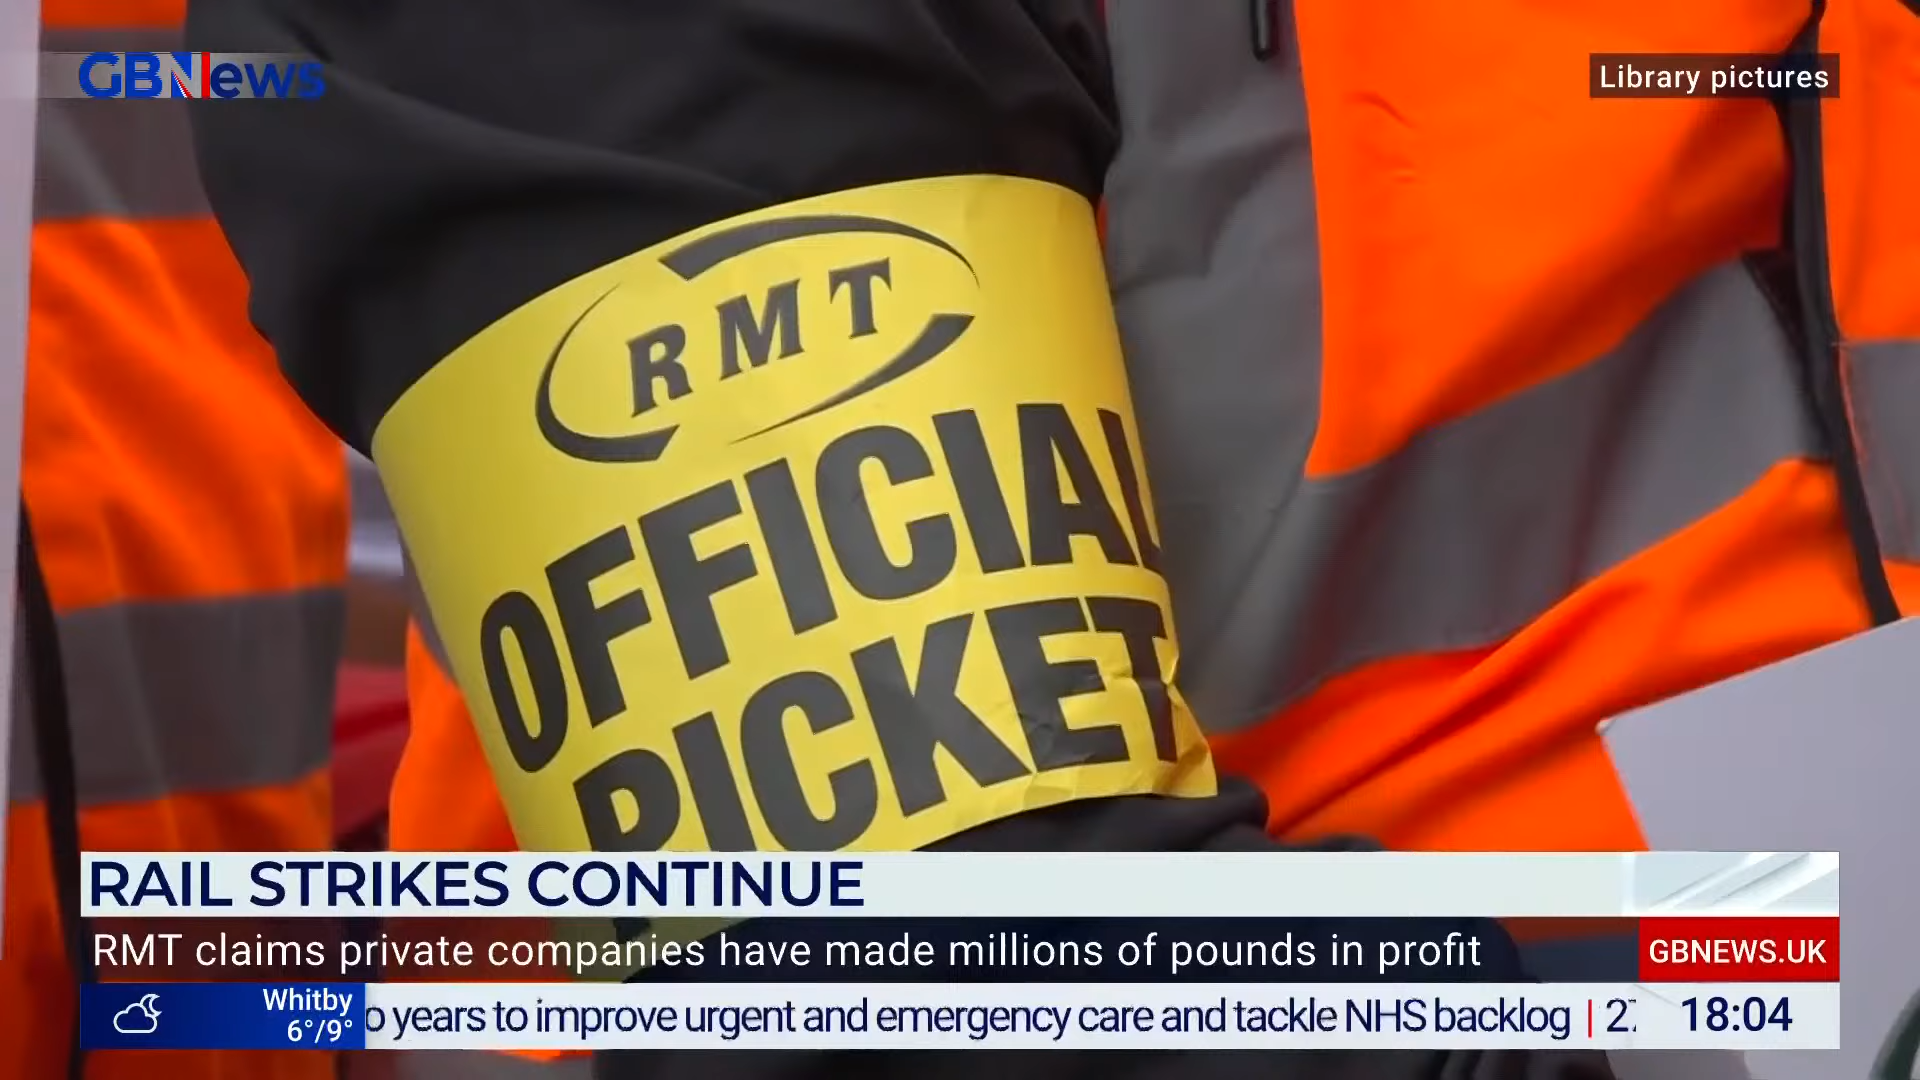 GBNews
Library pictures
RMT
OFFICIAL
PICKET
RAIL STRIKES CONTINUE
RMT claims private companies have made millions of pounds in profit
GBNEWS.UK
Whitby
6°/9°
o years to improve urgent and emergency care and tackle NHS backlog |
18:04